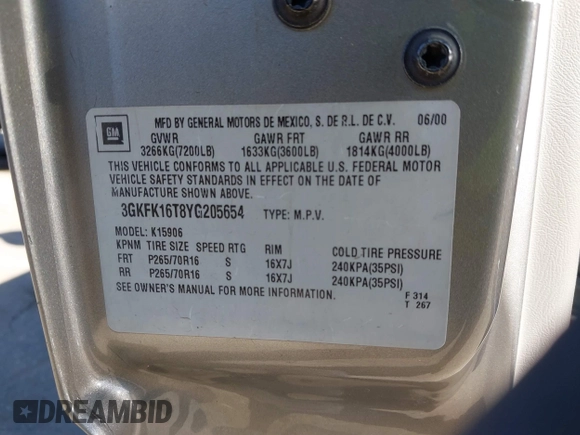 GM
MFD BY GENERAL MOTORS DE MEXICO, S. DE R.L. DE C.V. 06/00
GVWR GAWR FRT GAWR RR
3266KG(7200LB) 1633KG(3600LB) 1814KG(4000LB)
THIS VEHICLE CONFORMS TO ALL APPLICABLE U.S. FEDERAL MOTOR
VEHICLE SAFETY STANDARDS IN EFFECT ON THE DATE OF
MANUFACTURE SHOWN ABOVE.
3GKFK16T8YG205654 TYPE: M.P.V.
MODEL: K15906
KPNM TIRE SIZE SPEED RTG RIM COLD TIRE PRESSURE
FRT P265/70R16 S 16X7J 240KPA(35PSI)
RR P265/70R16 S 16X7J 240KPA(35PSI)
SEE OWNER'S MANUAL FOR MORE INFORMATION.
F 314
T 267
DREAMBID